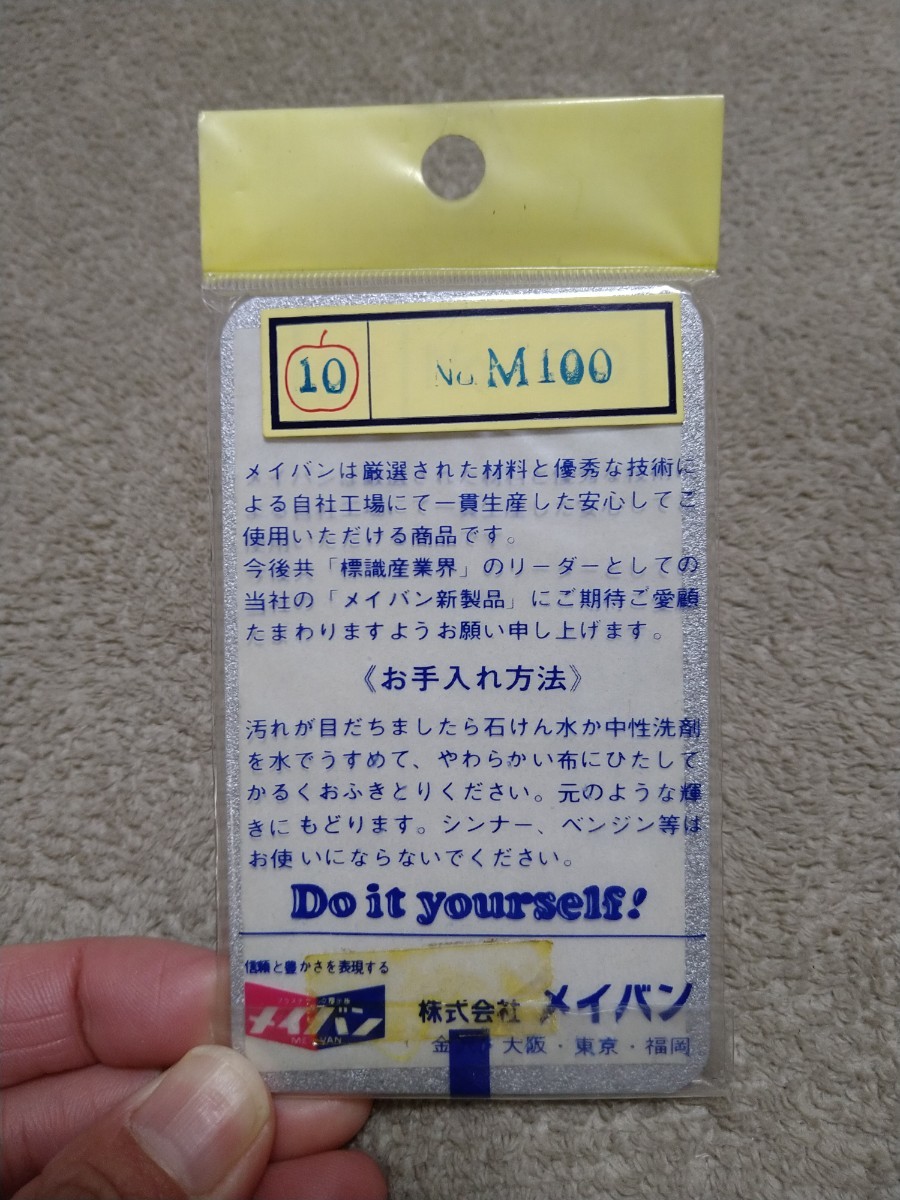 10 No. M100
メイバンは厳選された材料と優秀な技術に
よる自社工場にて一貫生産した安心してご
使用いただける商品です。
今後共「標識産業界」のリーダーとしての
当社の「メイバン新製品」にご期待ご愛顧
たまわりますようお願い申し上げます。
《お手入れ方法》
汚れが目だちましたら石けん水か中性洗剤
を水でうすめて、やわらかい布にひたして
かるくおふきとりください。元のような輝
きにもどります。シンナー、ベンジン等は
お使いにならないでください。
Do it yourself!
信頼と豊かさを表現する
メイバン
株式会社 メイバン
金 大阪・東京・福岡